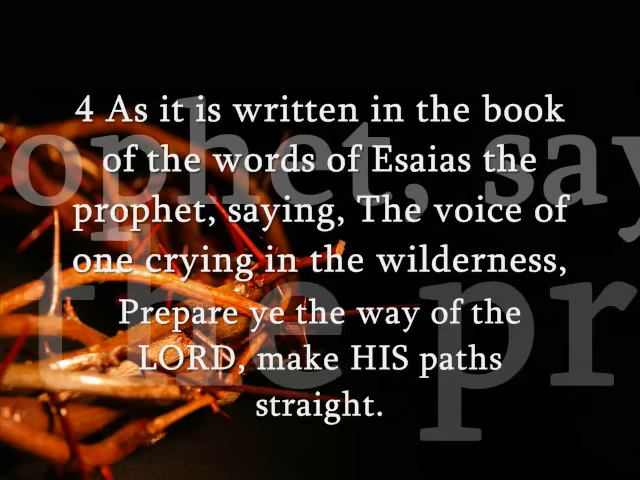 4 As it is written in the book
of the words of Esaias the
prophet, saying, The voice of
one crying in the wilderness,
Prepare ye the way of the
LORD, make HIS paths
straight.